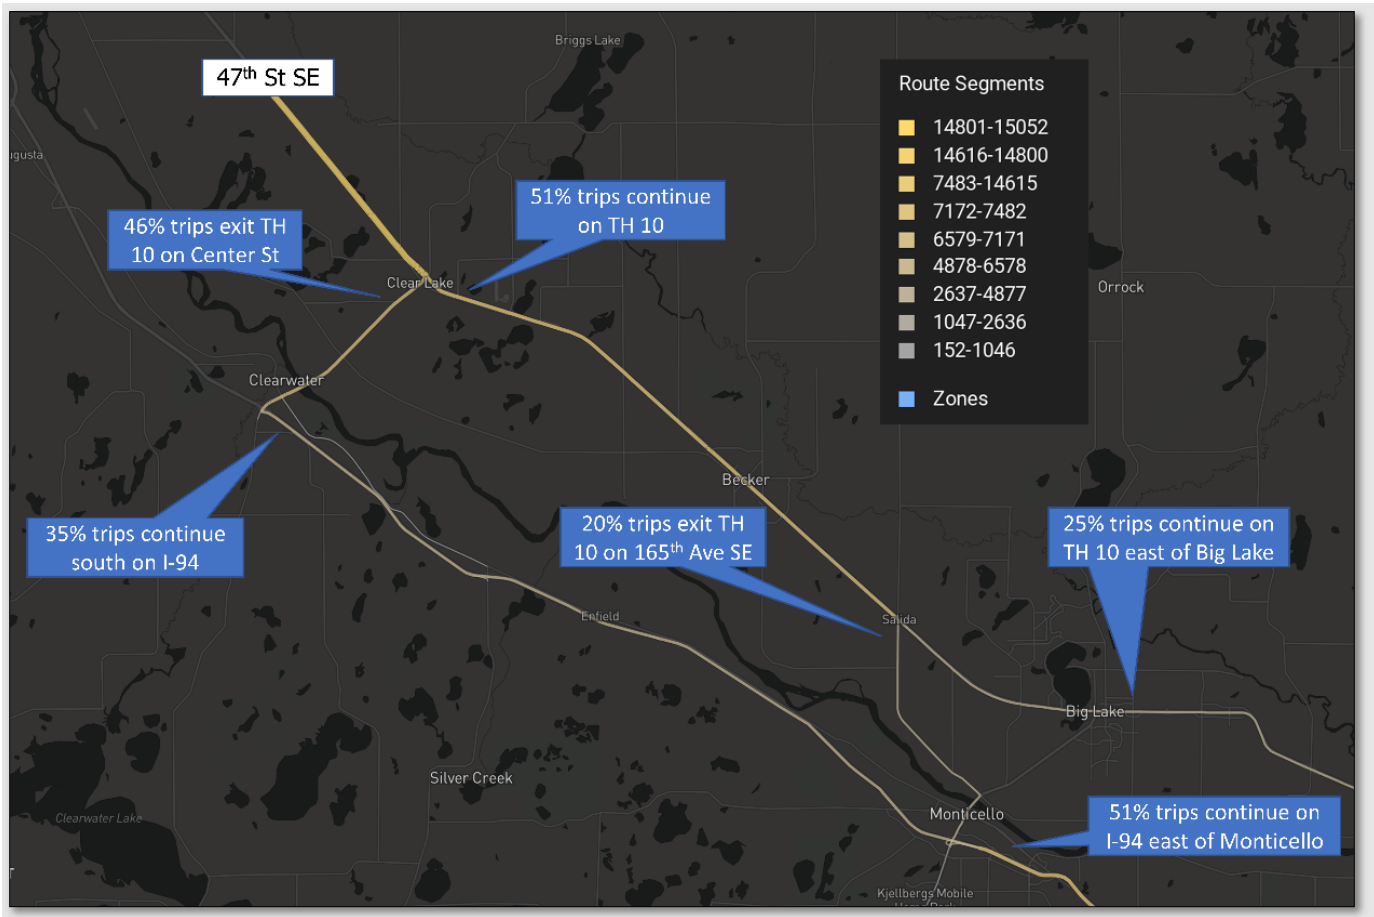 Briggs Lake
47th St SE
Route Segments
14801-15052
14616-14800
7483-14615
7172-7482
6579-7171
4878-6578
2637-4877
1047-2636
152-1046
Zones
ugusta
51% trips continue
on TH 10
46% trips exit TH
10 on Center St
Clear Lake
Orrock
Clearwater
Becker
35% trips continue
south on I-94
20% trips exit TH
10 on 165th Ave SE
25% trips continue on
TH 10 east of Big Lake
Enfield
Salida
Big Lake
Silver Creek
Clearwater Lake
Monticello
51% trips continue on
I-94 east of Monticello
Kjellbergs Mobile
Home Park